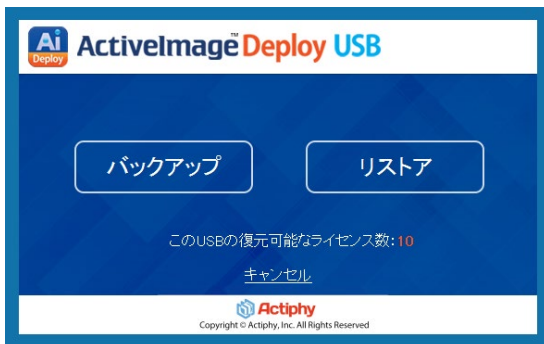 Ai
Deploy
ActiveImage™ Deploy USB
バックアップ
リストア
このUSBの復元可能なライセンス数:10
キャンセル
Actiphy
Copyright © Actiphy, Inc. All Rights Reserved